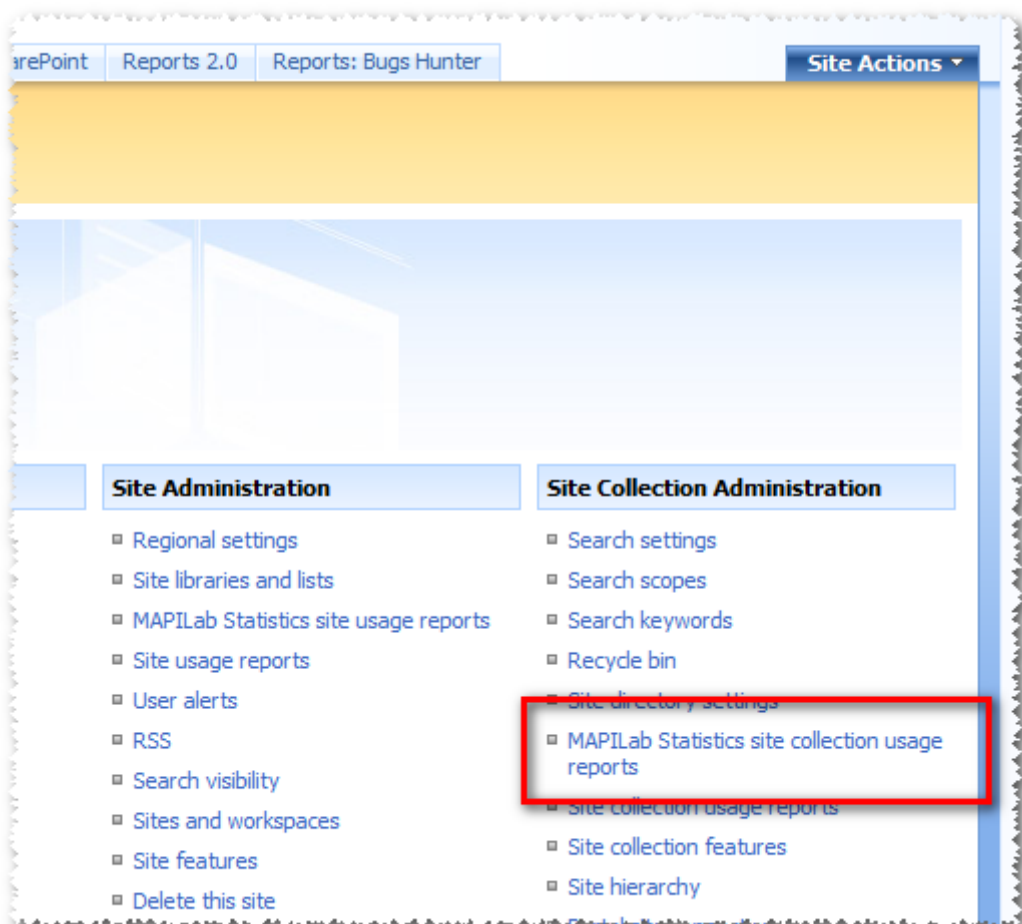 arePoint Reports 2.0 Reports: Bugs Hunter Site Actions
Site Administration
Regional settings
Site libraries and lists
MAPILab Statistics site usage reports
Site usage reports
User alerts
RSS
Search visibility
Sites and workspaces
Site features
Delete this site
Site Collection Administration
Search settings
Search scopes
Search keywords
Recycle bin
Site directory settings
MAPILab Statistics site collection usage
reports
Site collection usage reports
Site collection features
Site hierarchy